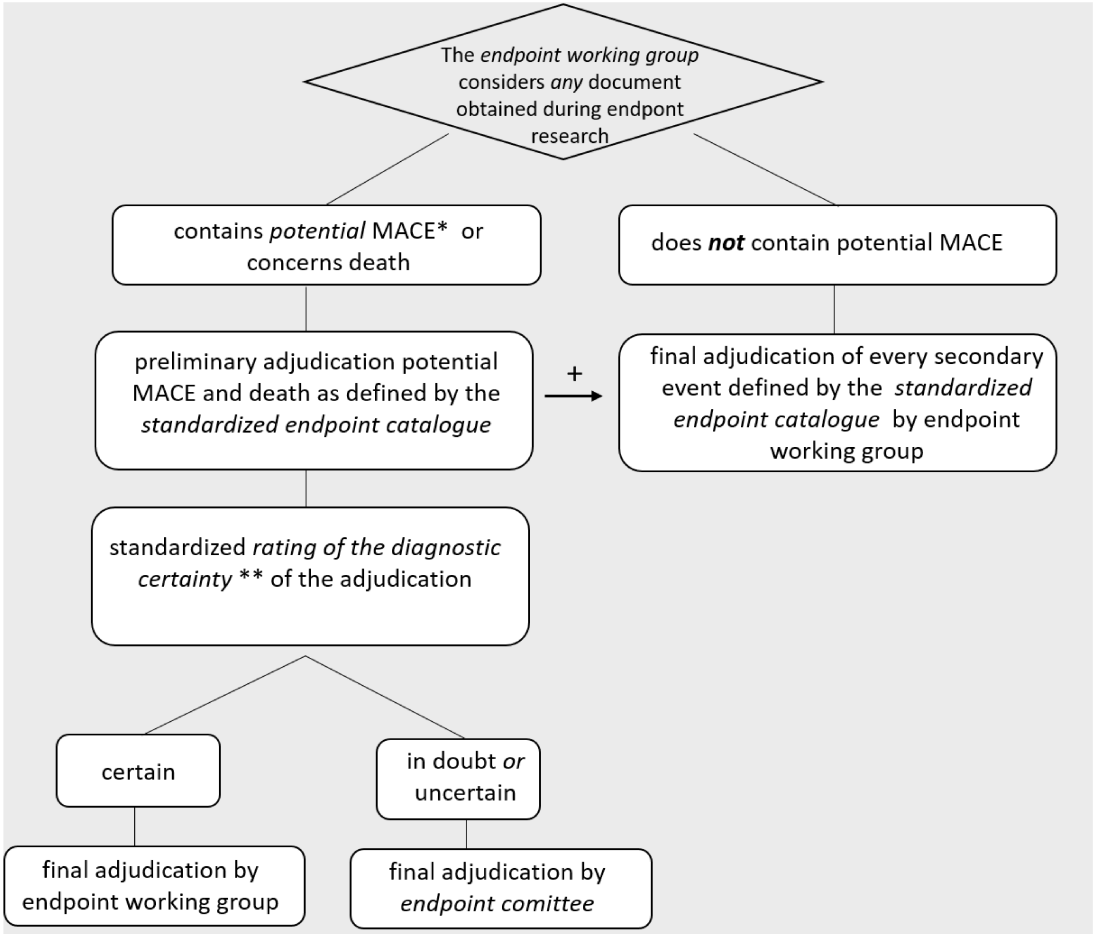 The endpoint working group
considers any document
obtained during endpont
research
contains potential MACE* or
concerns death
does not contain potential MACE
preliminary adjudication potential
MACE and death as defined by the
standardized endpoint catalogue
+
final adjudication of every secondary
event defined by the standardized
endpoint catalogue by endpoint
working group
standardized rating of the diagnostic
certainty ** of the adjudication
certain
in doubt or
uncertain
final adjudication by
endpoint working group
final adjudication by
endpoint comittee